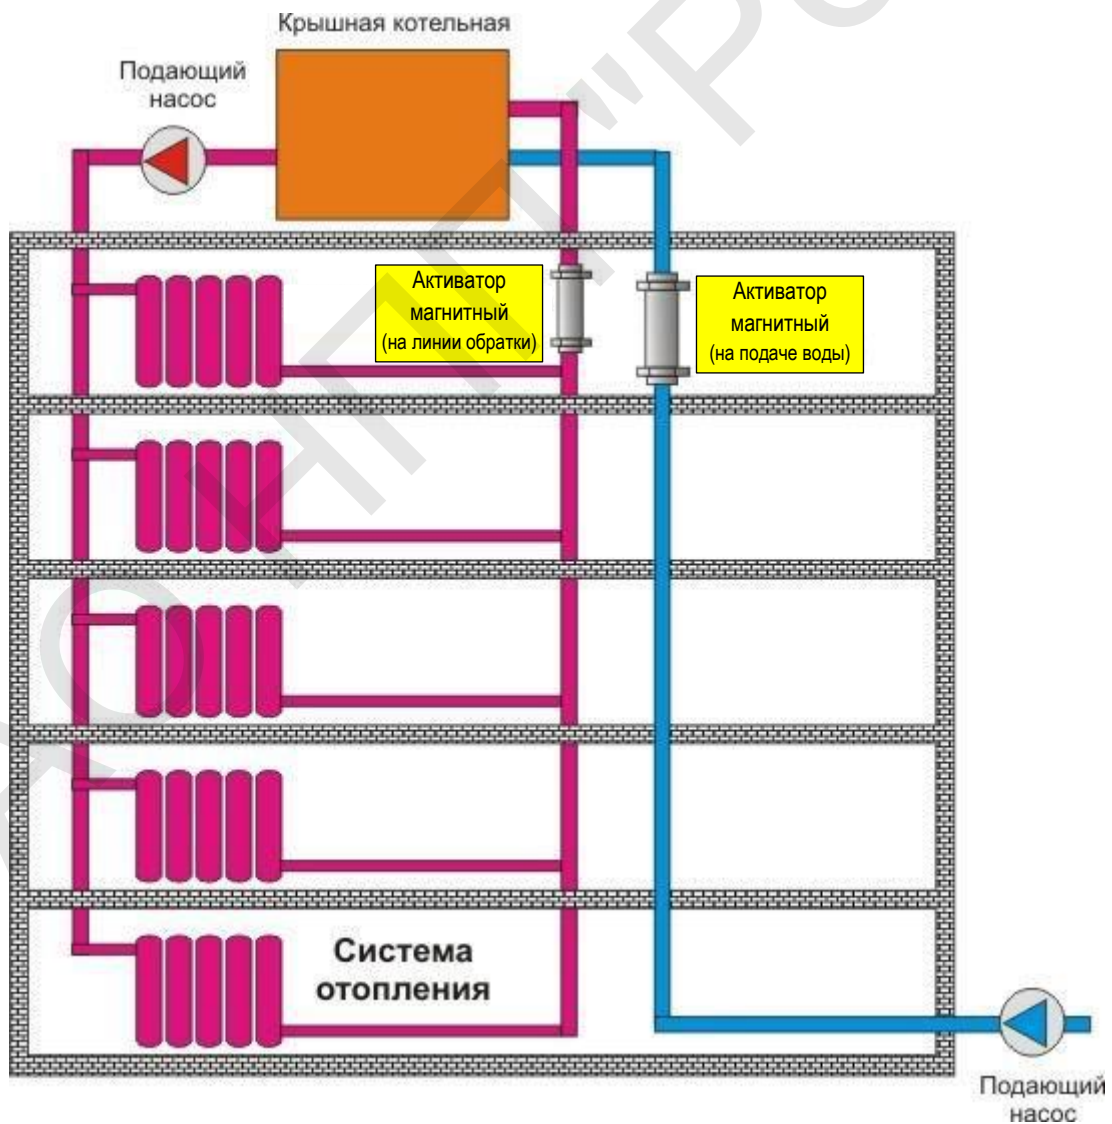 Крышная котельная
Подающий
насос
Активатор
магнитный
(на линии обратки)
Активатор
магнитный
(на подаче воды)
Система
отопления
Подающий
насос